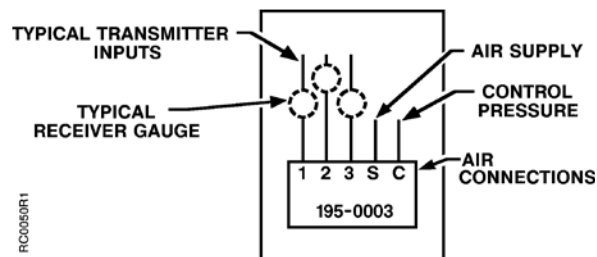 TYPICAL TRANSMITTER
INPUTS
AIR SUPPLY
CONTROL
PRESSURE
TYPICAL
RECEIVER GAUGE
AIR
CONNECTIONS
1 2 3 S C
195-0003
RC0050R1